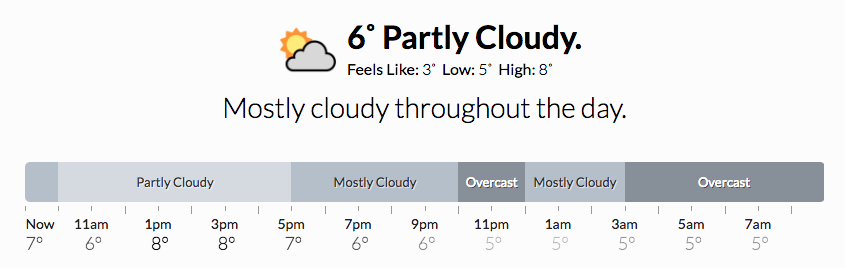 6˚ Partly Cloudy.
Feels Like: 3˚ Low: 5˚ High: 8˚
Mostly cloudy throughout the day.
Partly Cloudy Mostly Cloudy Overcast Mostly Cloudy Overcast
Now 11am 1pm 3pm 5pm 7pm 9pm 11pm 1am 3am 5am 7am
7° 6° 8° 8° 7° 6° 6° 5° 5° 5° 5° 5°